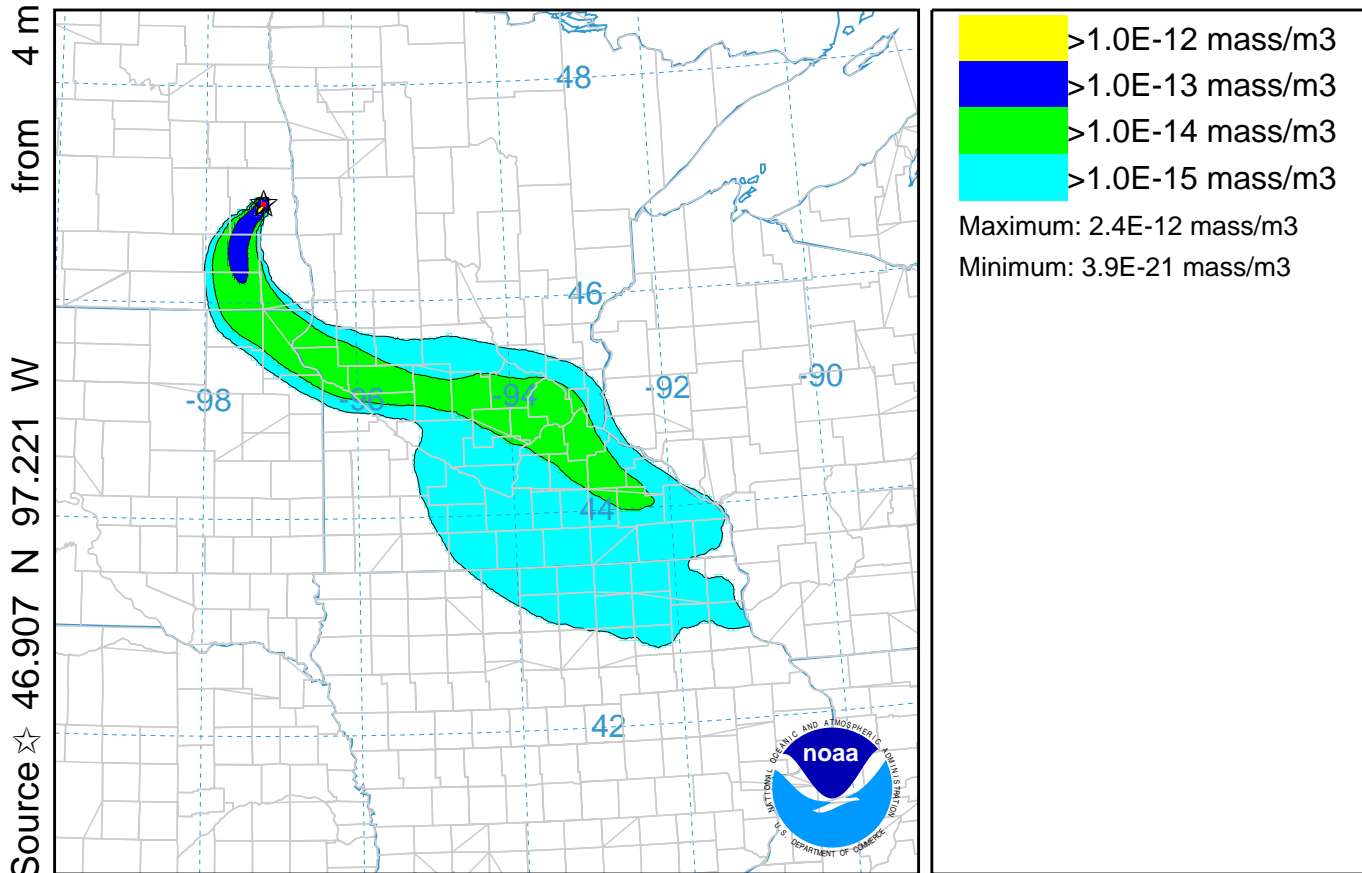 Source ☆ 46.907 N 97.221 W from 4 m
>1.0E-12 mass/m3
>1.0E-13 mass/m3
>1.0E-14 mass/m3
>1.0E-15 mass/m3
Maximum: 2.4E-12 mass/m3
Minimum: 3.9E-21 mass/m3
48
46
-98
-96
-94
-92
-90
44
42
NATIONAL OCEANIC AND ATMOSPHERIC ADMINISTRATION
noaa
U.S. DEPARTMENT OF COMMERCE